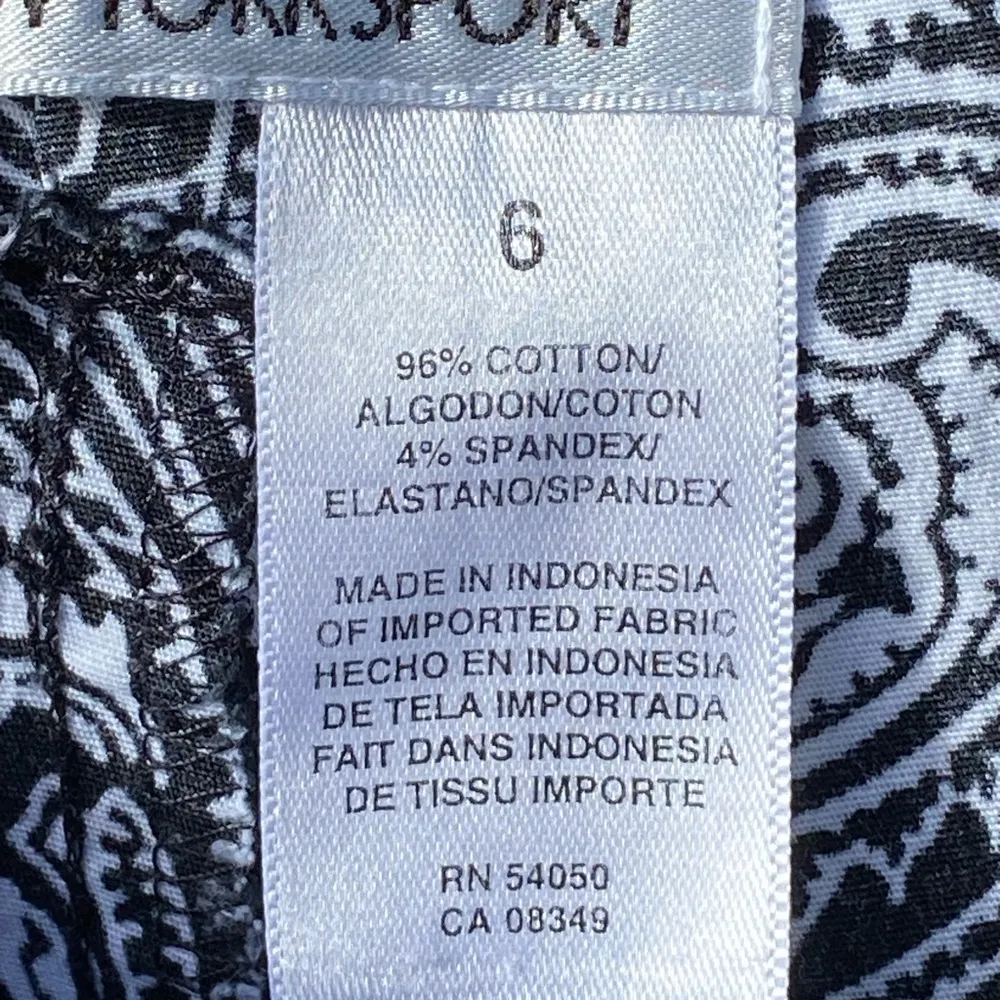 6
96% COTTON/
ALGODON/COTON
4% SPANDEX/
ELASTANO/SPANDEX
MADE IN INDONESIA
OF IMPORTED FABRIC
HECHO EN INDONESIA
DE TELA IMPORTADA
FAIT DANS INDONESIA
DE TISSU IMPORTE
RN 54050
CA 08349